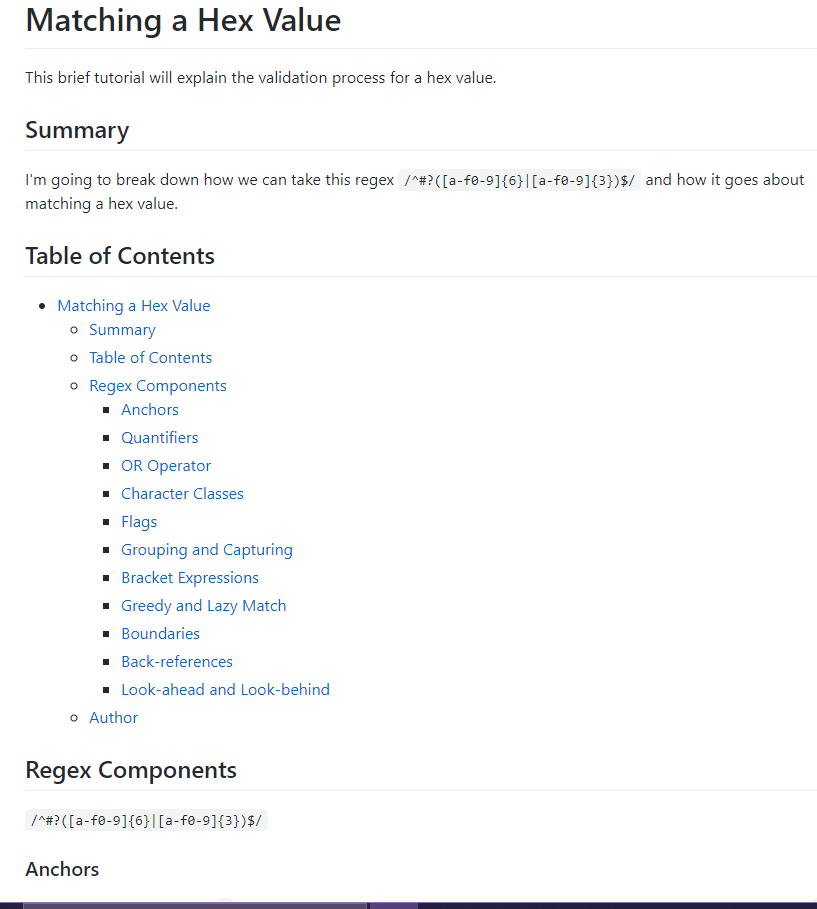 Matching a Hex Value
This brief tutorial will explain the validation process for a hex value.
Summary
I'm going to break down how we can take this regex /^#?([a-f0-9]{6}|[a-f0-9]{3})$/ and how it goes about
matching a hex value.
Table of Contents
Matching a Hex Value
Summary
Table of Contents
Regex Components
Anchors
Quantifiers
OR Operator
Character Classes
Flags
Grouping and Capturing
Bracket Expressions
Greedy and Lazy Match
Boundaries
Back-references
Look-ahead and Look-behind
Author
Regex Components
/^#?([a-f0-9]{6}|[a-f0-9]{3})$/
Anchors